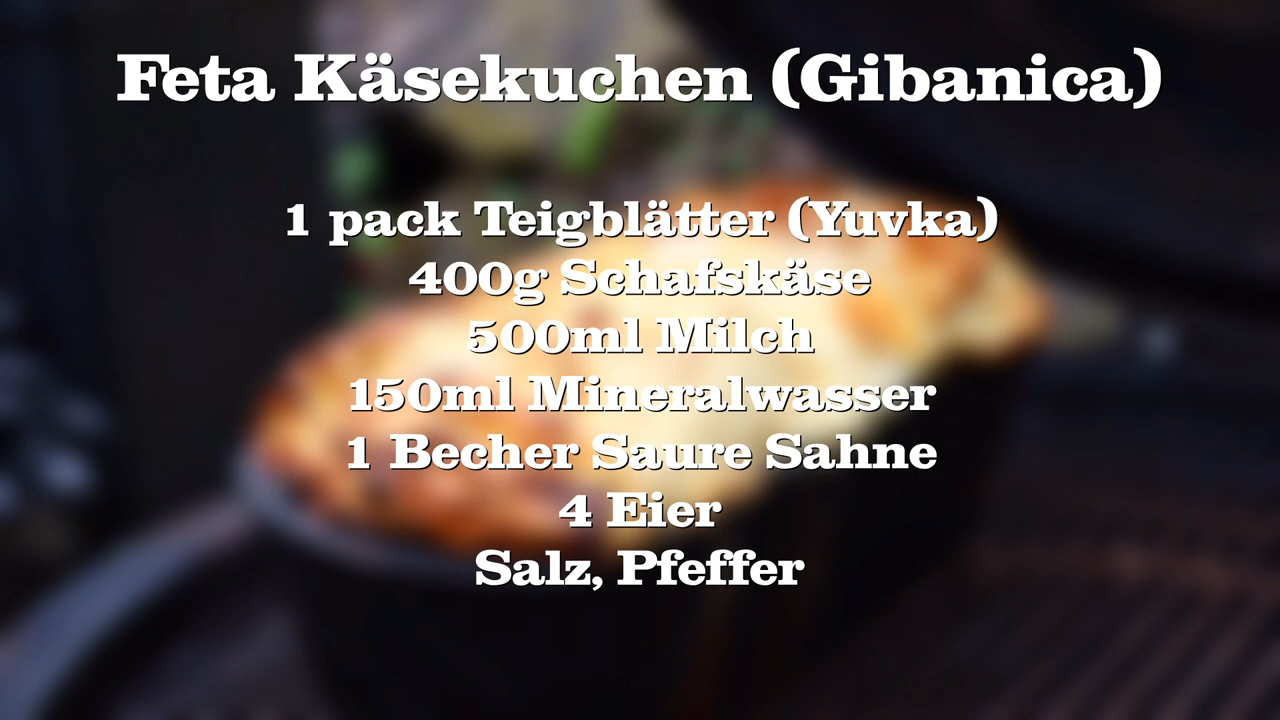 Feta Käsekuchen (Gibanica)
1 pack Teigblätter (Yuvka)
400g Schafskäse
500ml Milch
150ml Mineralwasser
1 Becher Saure Sahne
4 Eier
Salz, Pfeffer